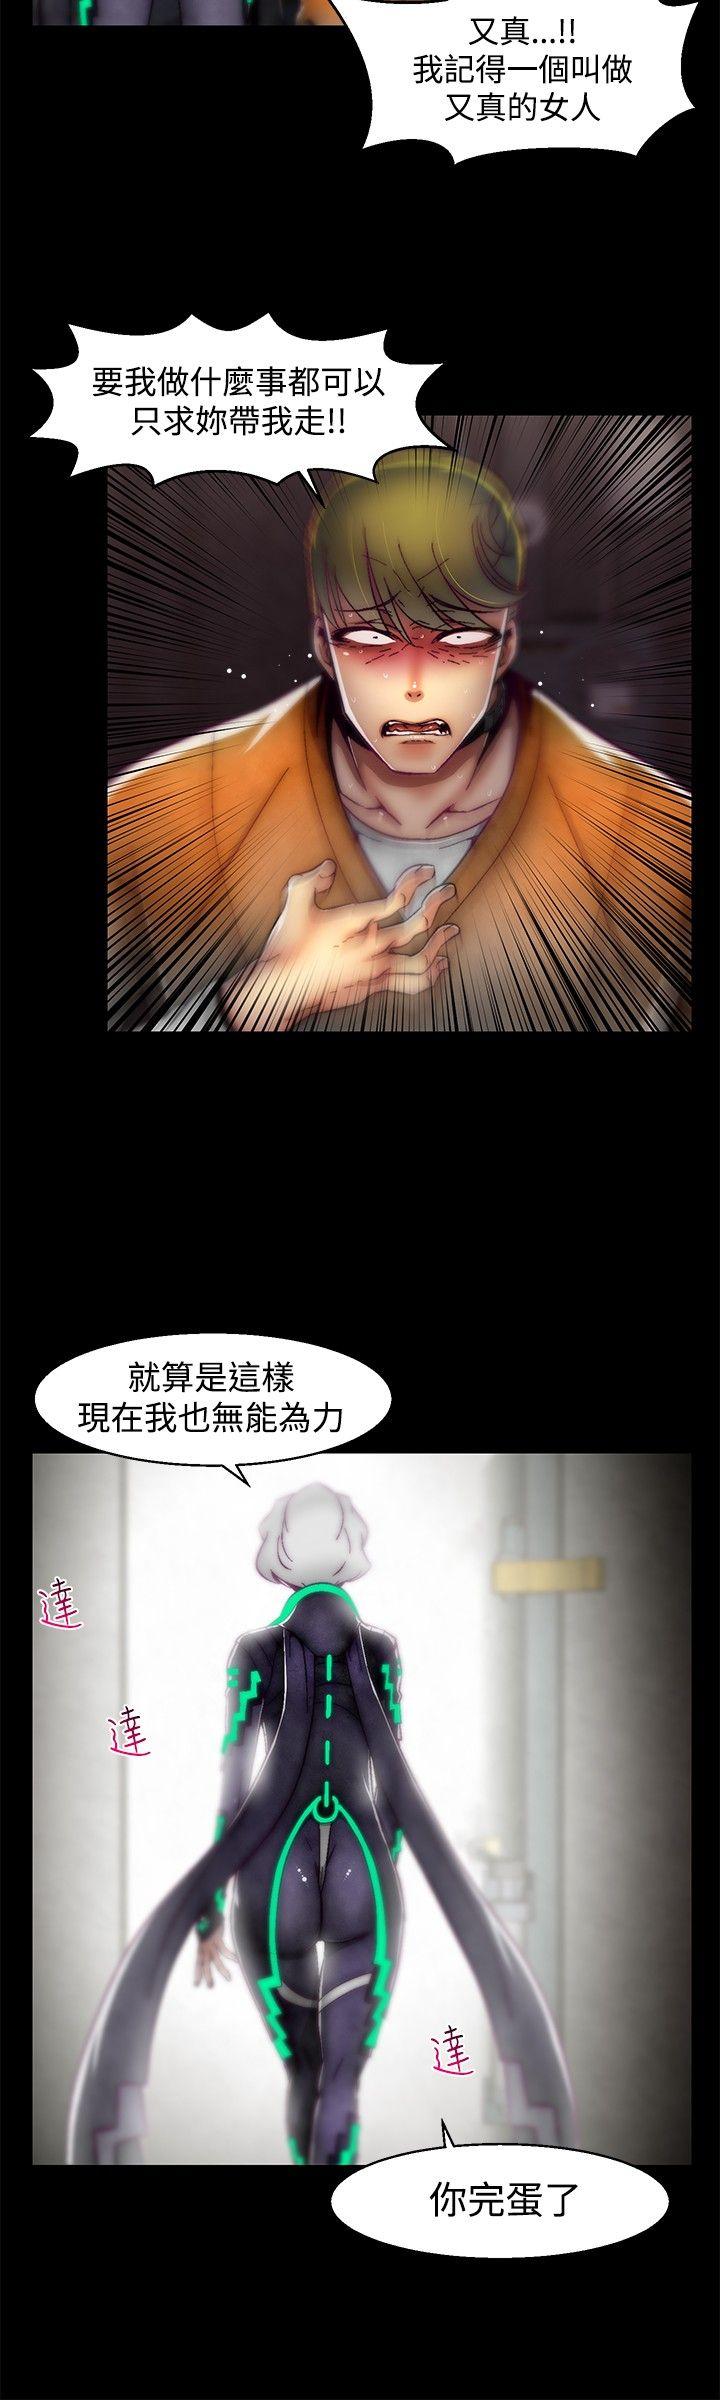 又真...!!
我記得一個叫做
又真的女人
要我做什麼事都可以
只求妳帶我走!!
就算是這樣
現在我也無能為力
達
達
達
你完蛋了